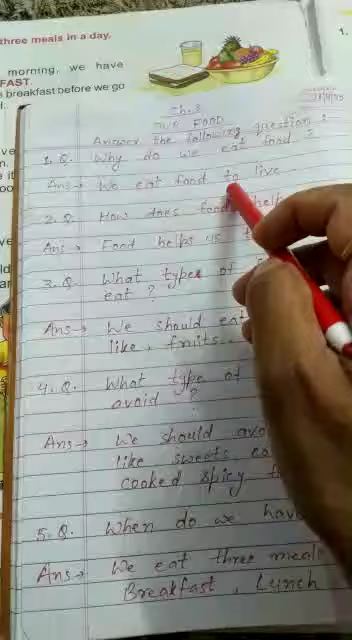 three meals in a day.
1.
morning, we have
FAST.
breakfast before we go
Ch.3
Food
Answer the following question :
1. Q. Why do we eat food ?
Ans → We eat food to live
2. Q. How does food help
Ans → Food helps us t
3. Q. What types of
eat ?
Ans → We should eat
like, fruits..
4. Q. What type of
avoid ?
Ans → We should avo
like sweets
cooked spicy
5. Q. When do we hav
Ans → We eat three meals
Breakfast, Lunch